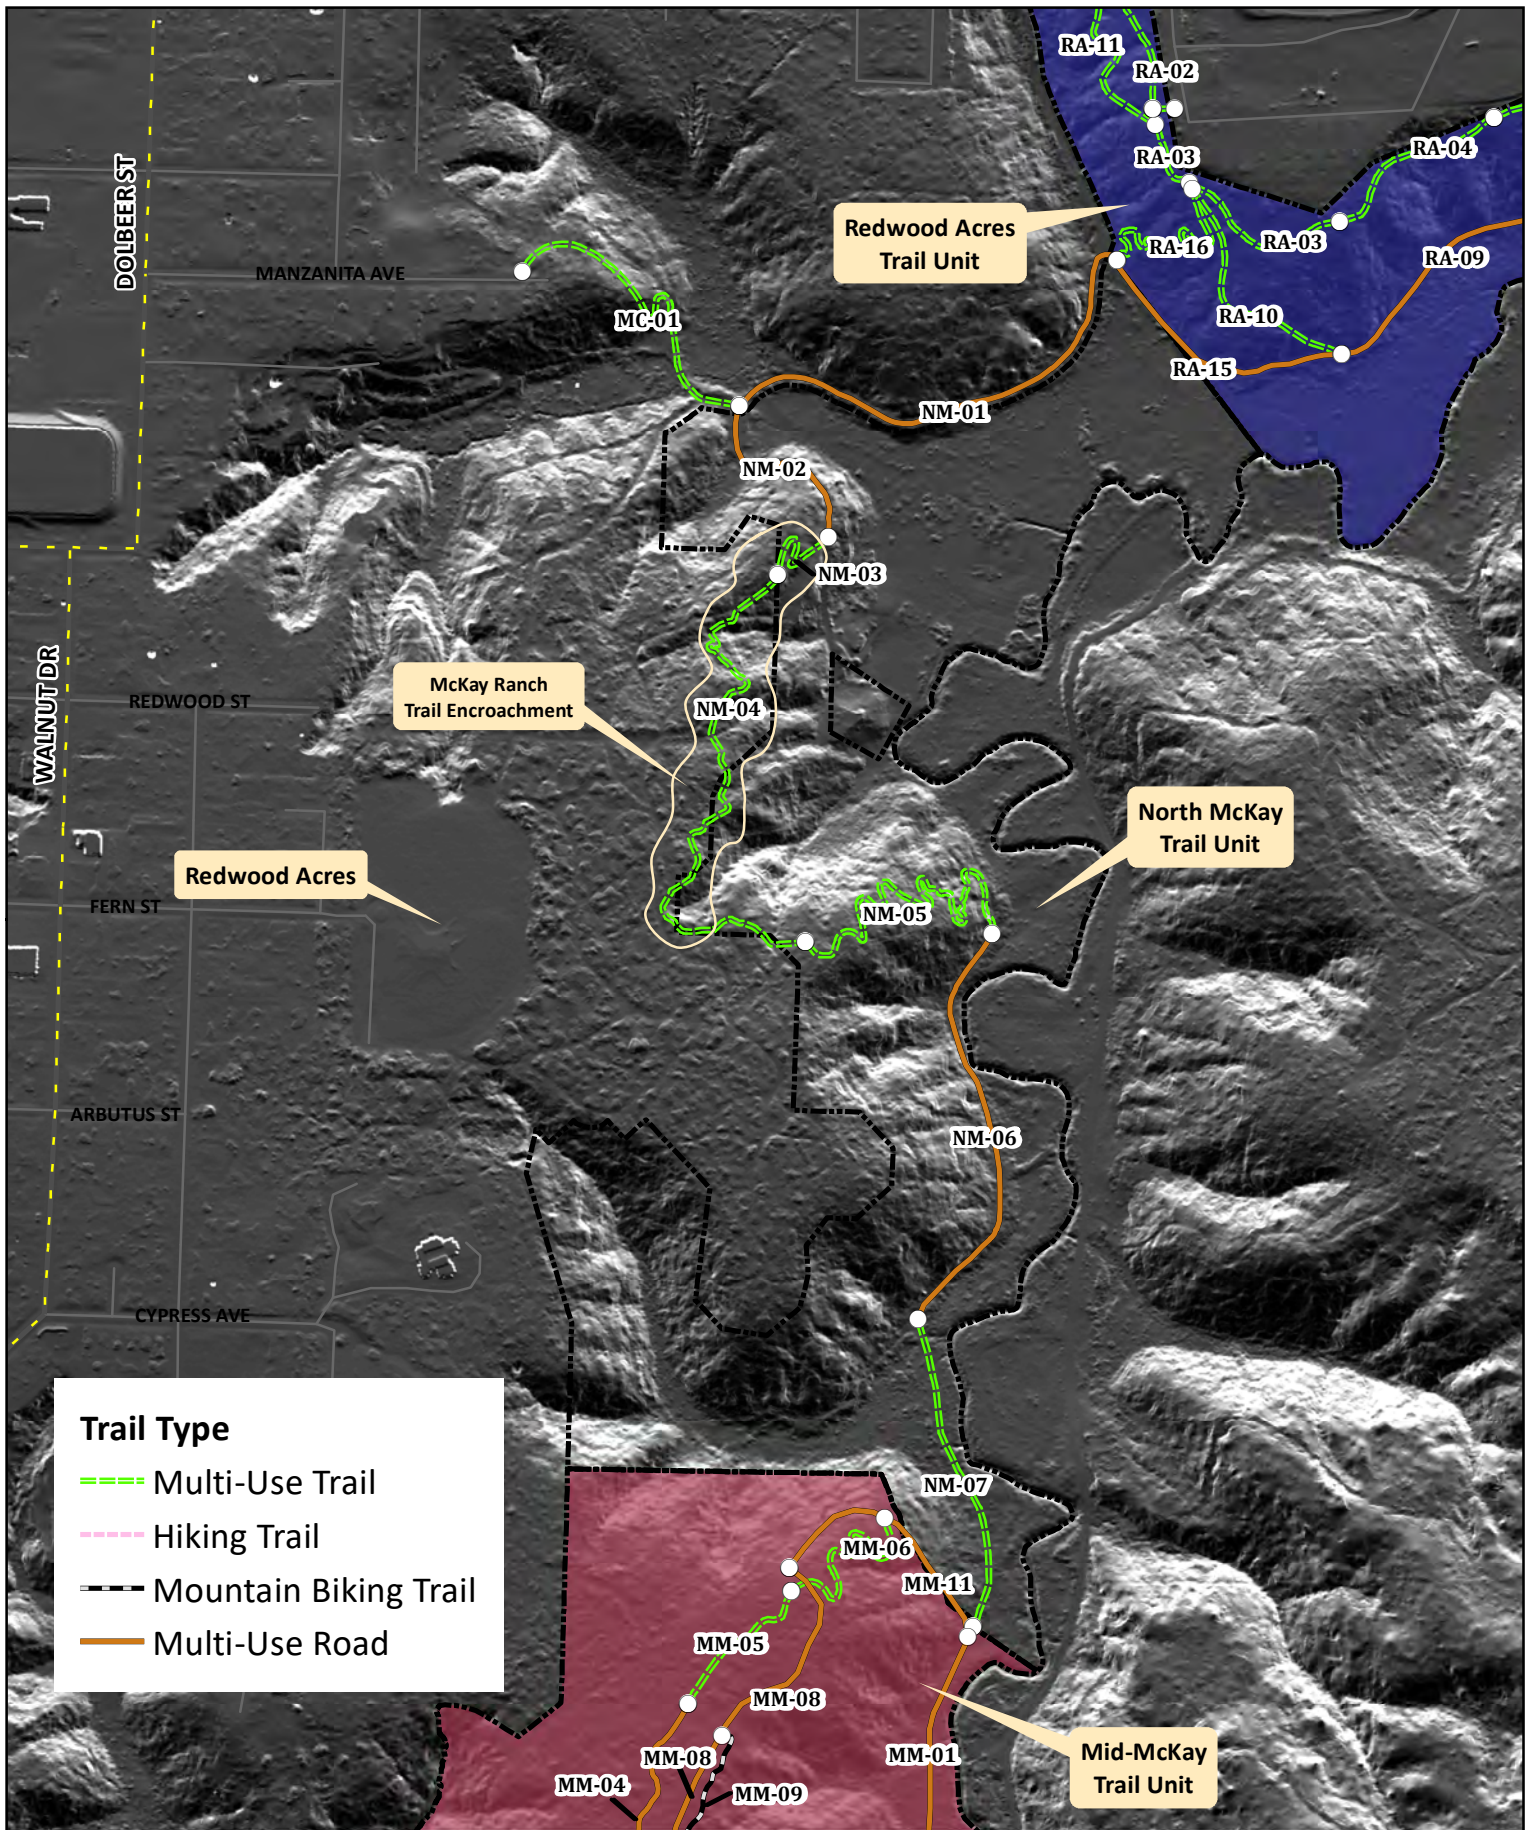 RA-11
RA-02
RA-03
RA-04
DOLBEER ST
Redwood Acres
Trail Unit
RA-16
RA-03
RA-09
MANZANITA AVE
MC-01
RA-10
RA-15
NM-01
NM-02
NM-03
WALNUT DR
REDWOOD ST
McKay Ranch
Trail Encroachment
NM-04
North McKay
Trail Unit
Redwood Acres
FERN ST
NM-05
ARBUTUS ST
NM-06
CYPRESS AVE
Trail Type
Multi-Use Trail
Hiking Trail
Mountain Biking Trail
Multi-Use Road
NM-07
MM-06
MM-11
MM-05
MM-08
MM-08
MM-01
MM-04
MM-09
Mid-McKay
Trail Unit